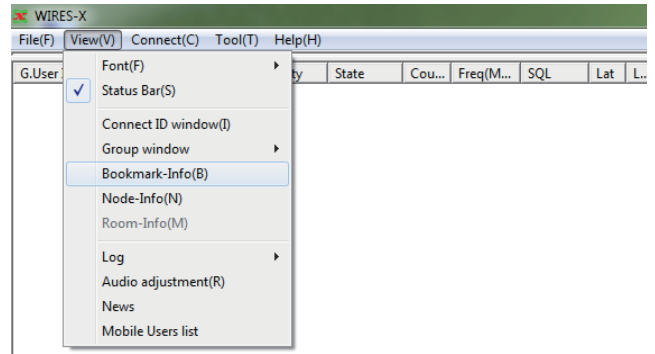 WIRES-X
File(F) View(V) Connect(C) Tool(T) Help(H)
G.User ty State Cou... Freq(M... SQL Lat L...
Font(F)
Status Bar(S)
Connect ID window(I)
Group window
Bookmark-Info(B)
Node-Info(N)
Room-Info(M)
Log
Audio adjustment(R)
News
Mobile Users list